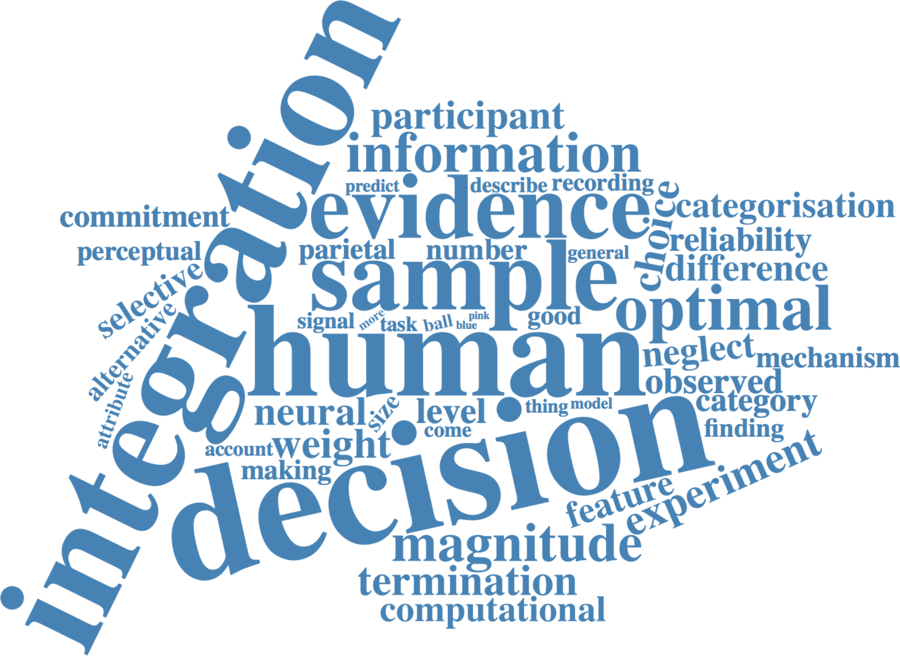 integration
participant
information
predict
describe
recording
evidence
choice
categorisation
commitment
perceptual
parietal
number
general
reliability
difference
selective
sample
alternative
signal
more
task
ball
blue
pink
good
optimal
human
neglect
mechanism
attribute
observed
neural
size
level
come
thing
model
category
finding
account
weight
making
decision
feature
experiment
magnitude
termination
computational